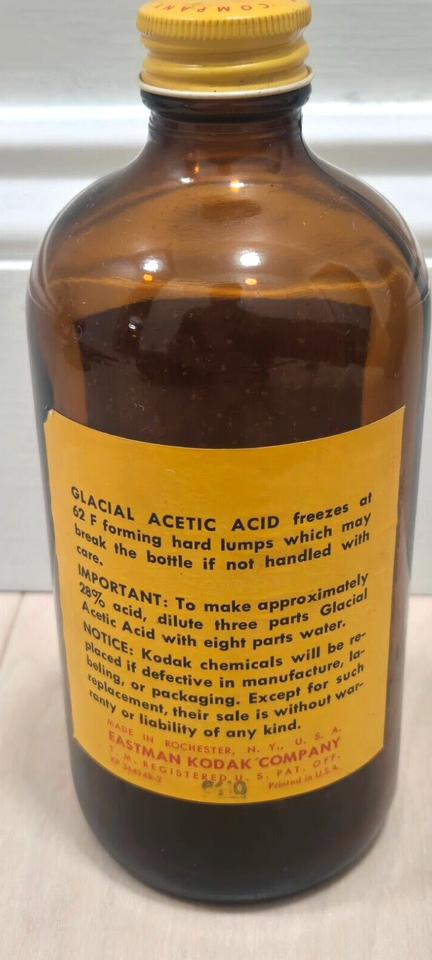 COMPANY
GLACIAL ACETIC ACID freezes at
62 F forming hard lumps which may
break the bottle if not handled with
care.
IMPORTANT: To make approximately
28% acid, dilute three parts Glacial
Acetic Acid with eight parts water.
NOTICE: Kodak chemicals will be re-
placed if defective in manufacture, la-
beling, or packaging. Except for such
replacement, their sale is without war-
ranty or liability of any kind.
MADE IN ROCHESTER, N. Y., U. S. A.
EASTMAN KODAK COMPANY
T. M. REGISTERED U. S. PAT. OFF.
Printed in U.S.A.